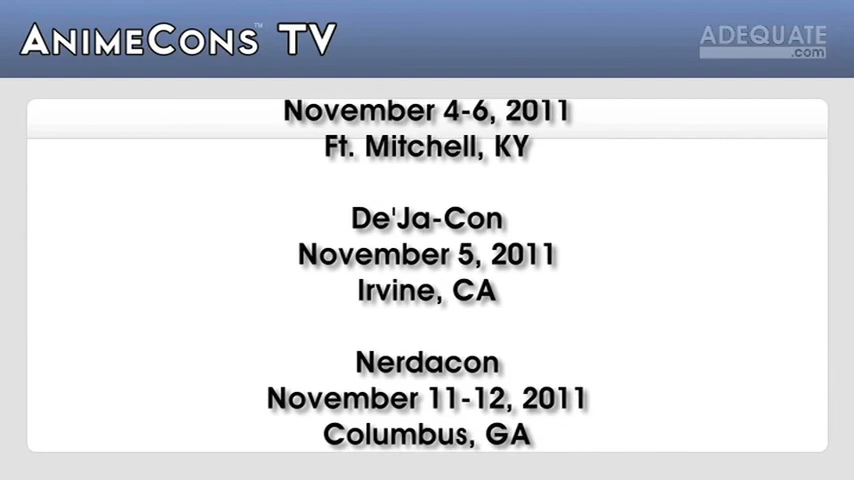 AnimeCons™ TV
ADEQUATE
.com
November 4-6, 2011
Ft. Mitchell, KY
De'Ja-Con
November 5, 2011
Irvine, CA
Nerdacon
November 11-12, 2011
Columbus, GA